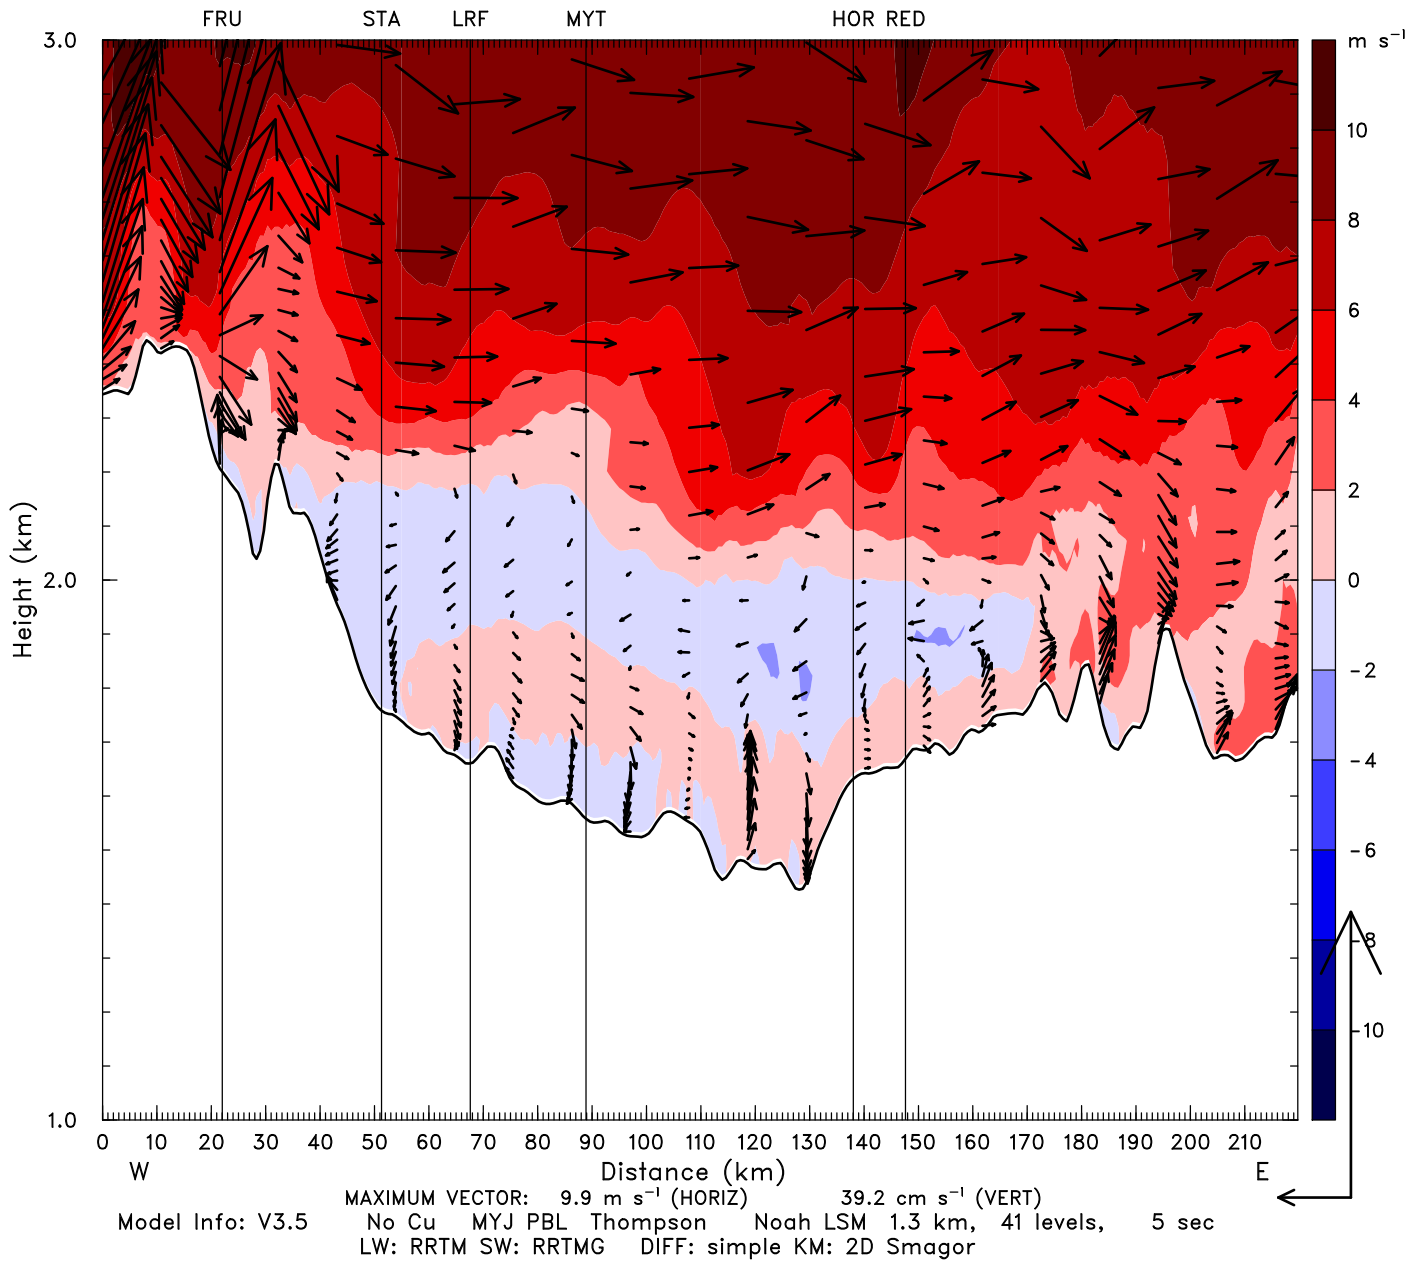 FRU STA LRF MYT HOR RED
3.0
m s⁻¹
10
8
6
4
2
2.0
0
-2
-4
-6
-8
-10
Height (km)
1.0
0 10 20 30 40 50 60 70 80 90 100 110 120 130 140 150 160 170 180 190 200 210
W Distance (km) E
MAXIMUM VECTOR: 9.9 m s⁻¹ (HORIZ) 39.2 cm s⁻¹ (VERT)
Model Info: V3.5 No Cu MYJ PBL Thompson Noah LSM 1.3 km, 41 levels, 5 sec
LW: RRTM SW: RRTMG DIFF: simple KM: 2D Smagor